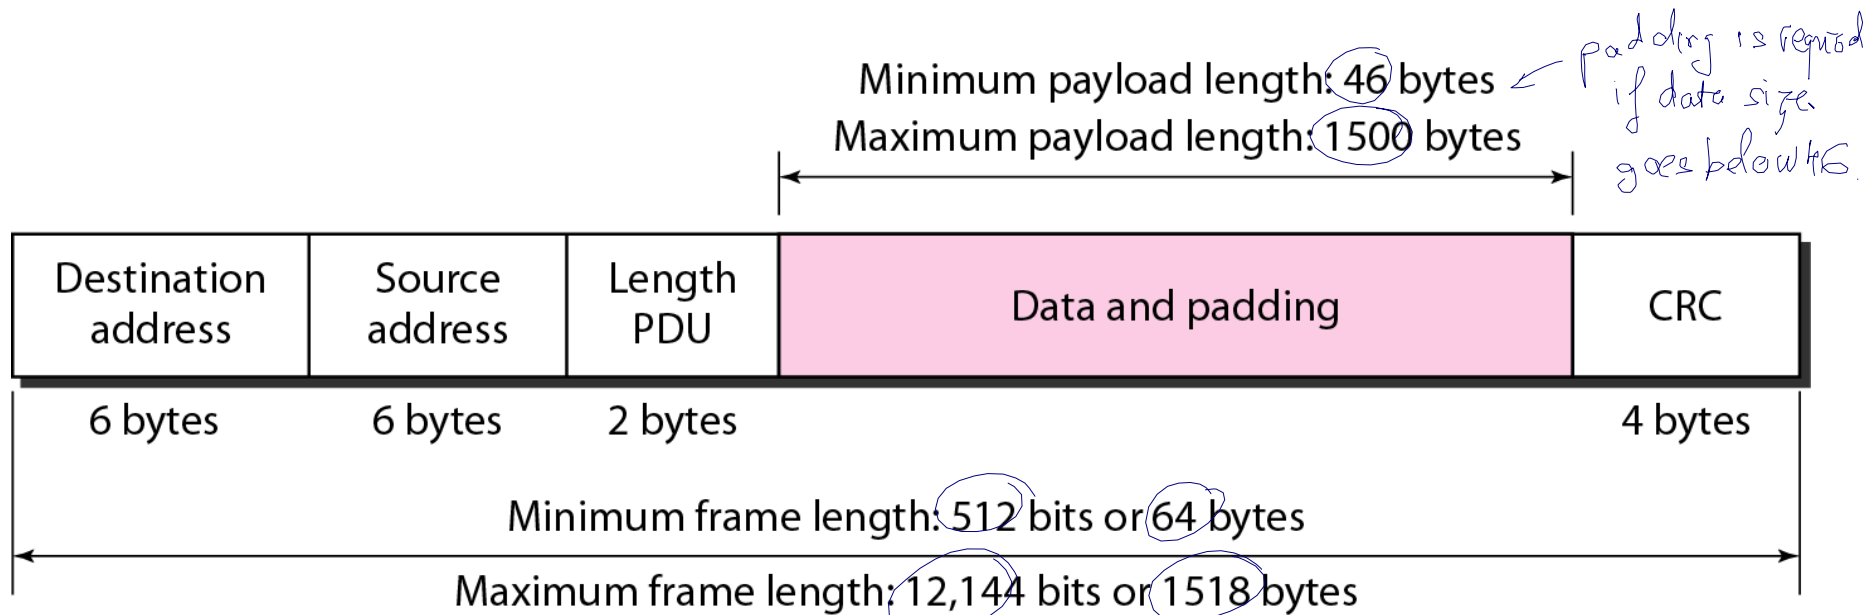 Minimum payload length: 46 bytes
Maximum payload length: 1500 bytes
padding is requird
if data size
goes below 46.
Destination
address
Source
address
Length
PDU
Data and padding
CRC
6 bytes
6 bytes
2 bytes
4 bytes
Minimum frame length: 512 bits or 64 bytes
Maximum frame length: 12,144 bits or 1518 bytes